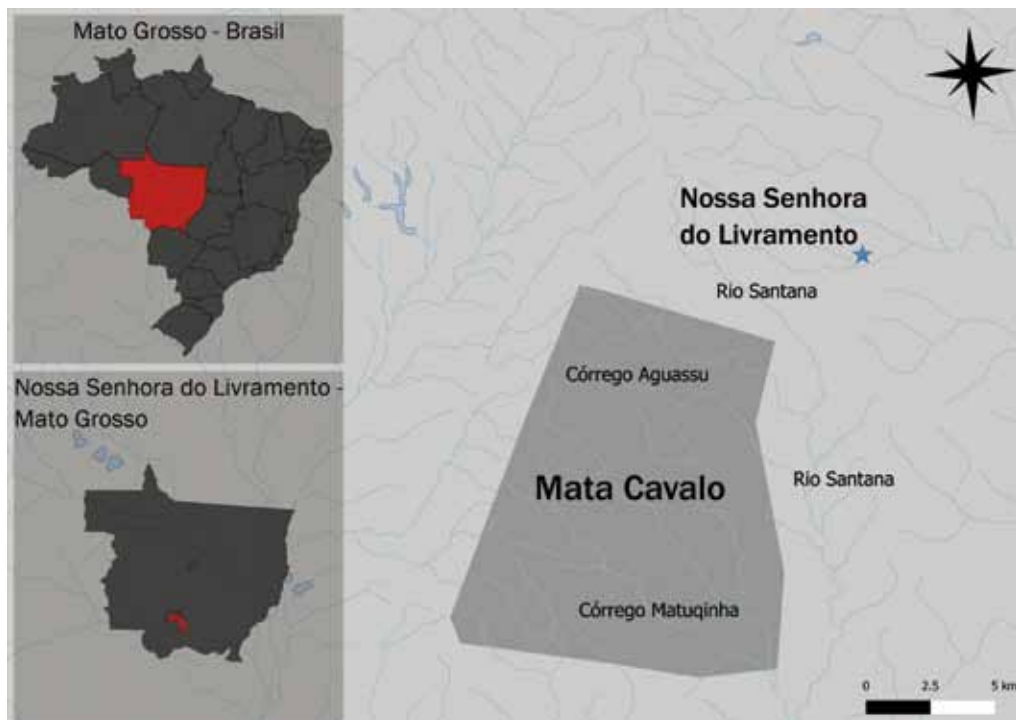 Mato Grosso - Brasil
Nossa Senhora do Livramento -
Mato Grosso
Nossa Senhora
do Livramento
Rio Santana
Córrego Aguassu
Mata Cavalo
Rio Santana
Córrego Matuqinha
0 2.5 5 km